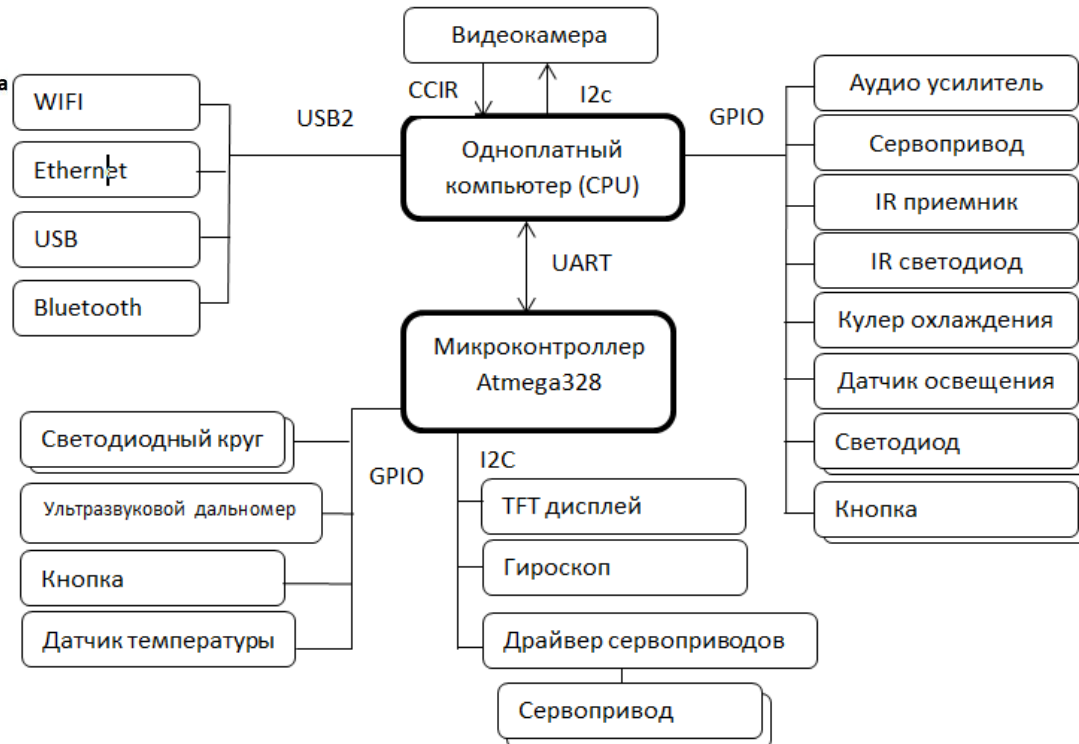 Видеокамера
а
WIFI
Ethernet
USB
Bluetooth
USB2
CCIR
I2c
GPIO
Одноплатный
компьютер (CPU)
UART
Микроконтроллер
Atmega328
Аудио усилитель
Сервопривод
IR приемник
IR светодиод
Кулер охлаждения
Датчик освещения
Светодиод
Кнопка
Светодиодный круг
Ультразвуковой дальномер
Кнопка
Датчик температуры
GPIO
I2C
TFT дисплей
Гироскоп
Драйвер сервоприводов
Сервопривод